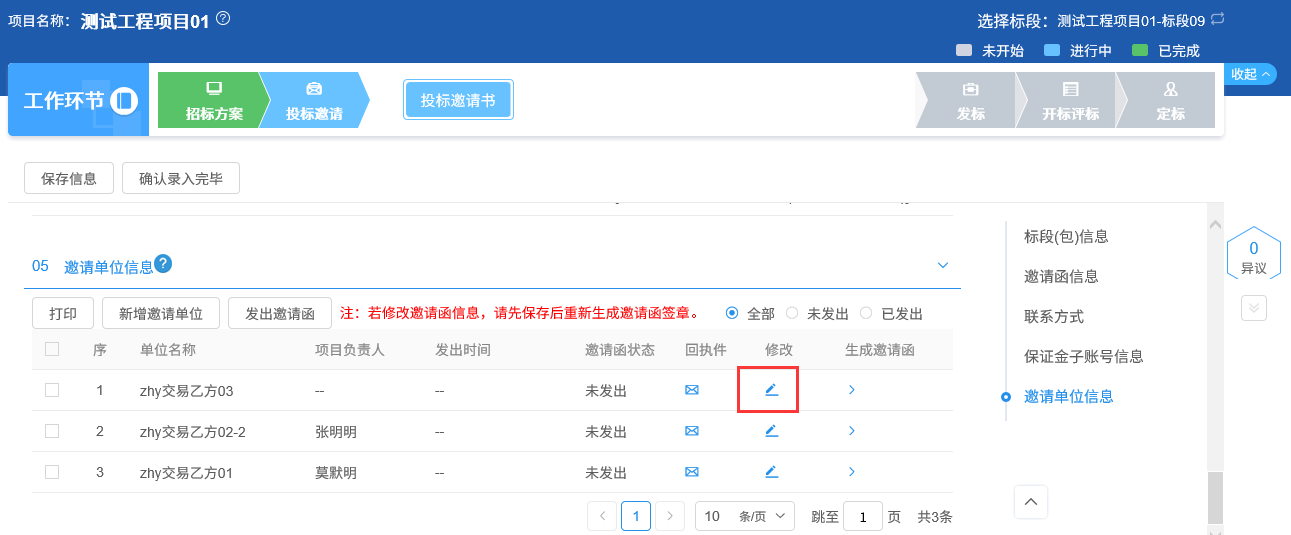 项目名称: 测试工程项目01 ?
选择标段: 测试工程项目01-标段09
未开始 进行中 已完成
工作环节 招标方案 投标邀请 投标邀请书 发标 开标评标 定标 收起
保存信息 确认录入完毕
05 邀请单位信息 ?
打印 新增邀请单位 发出邀请函 注: 若修改邀请函信息，请先保存后重新生成邀请函签章。 全部 未发出 已发出
序 单位名称 项目负责人 发出时间 邀请函状态 回执件 修改 生成邀请函
1 zhy交易乙方03 -- -- 未发出
2 zhy交易乙方02-2 张明明 -- 未发出
3 zhy交易乙方01 莫默明 -- 未发出
1 10 条/页 跳至 1 页 共3条
标段(包)信息
邀请函信息
联系方式
保证金子账号信息
邀请单位信息
0
异议